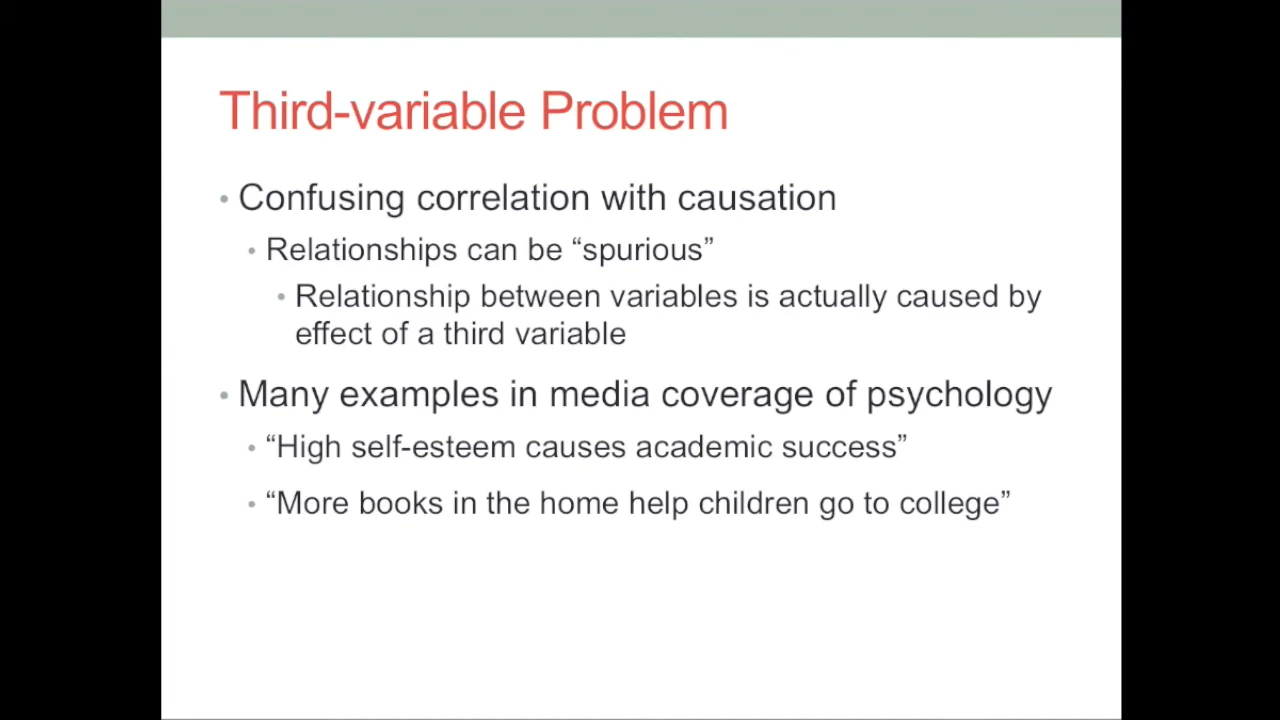 Third-variable Problem
• Confusing correlation with causation
• Relationships can be “spurious”
• Relationship between variables is actually caused by
effect of a third variable
• Many examples in media coverage of psychology
• “High self-esteem causes academic success”
• “More books in the home help children go to college”